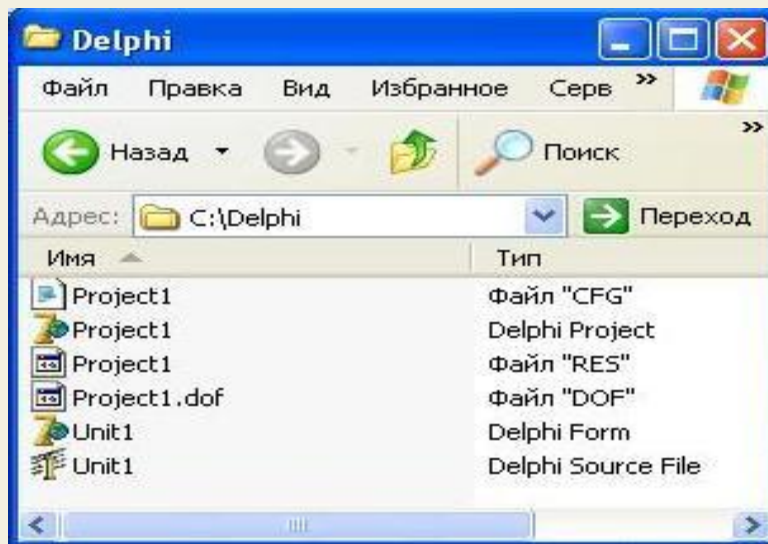 Delphi
Файл Правка Вид Избранное Серв »
Назад Поиск »
Адрес: C:\Delphi Переход
Имя Тип
Project1 Файл "CFG"
Project1 Delphi Project
Project1 Файл "RES"
Project1.dof Файл "DOF"
Unit1 Delphi Form
Unit1 Delphi Source File